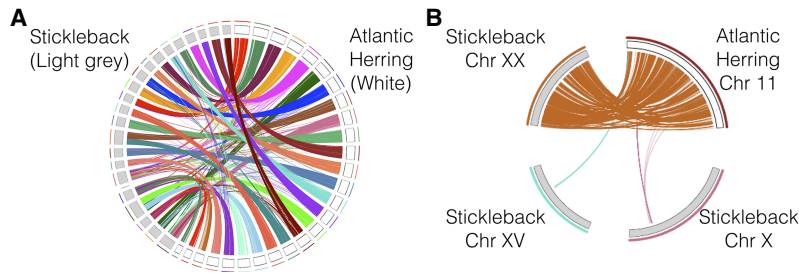 A
Stickleback
(Light grey)
Atlantic
Herring
(White)
B
Stickleback
Chr XX
Atlantic
Herring
Chr 11
Stickleback
Chr XV
Stickleback
Chr X